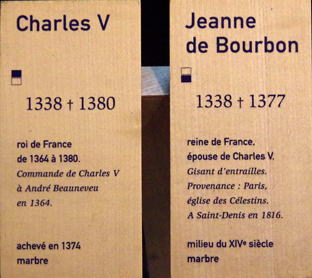 Charles V
1338 † 1380
roi de France
de 1364 à 1380.
Commande de Charles V
à André Beauneveu
en 1364.
achevé en 1374
marbre
Jeanne
de Bourbon
1338 † 1377
reine de France,
épouse de Charles V.
Gisant d'entrailles.
Provenance : Paris,
église des Célestins.
A Saint-Denis en 1816.
milieu du XIVe siècle
marbre